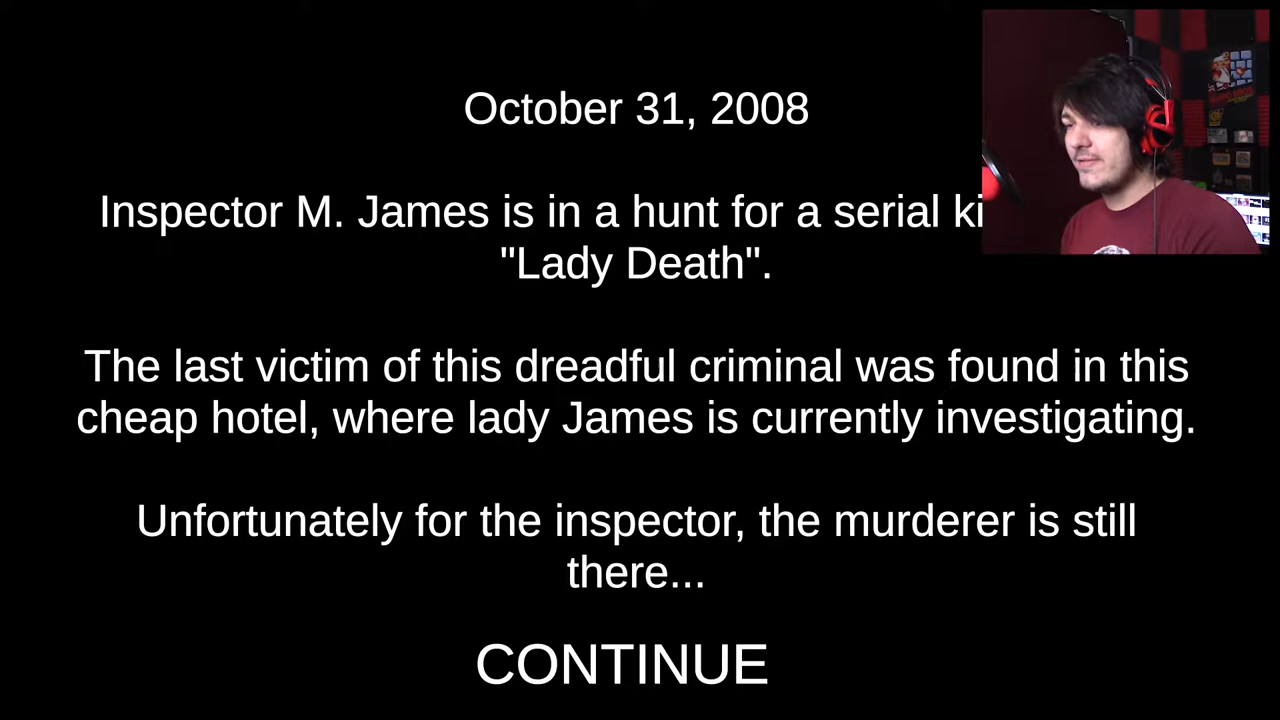 October 31, 2008
Inspector M. James is in a hunt for a serial
"Lady Death".
The last victim of this dreadful criminal was found in this
cheap hotel, where lady James is currently investigating.
Unfortunately for the inspector, the murderer is still
there...
CONTINUE